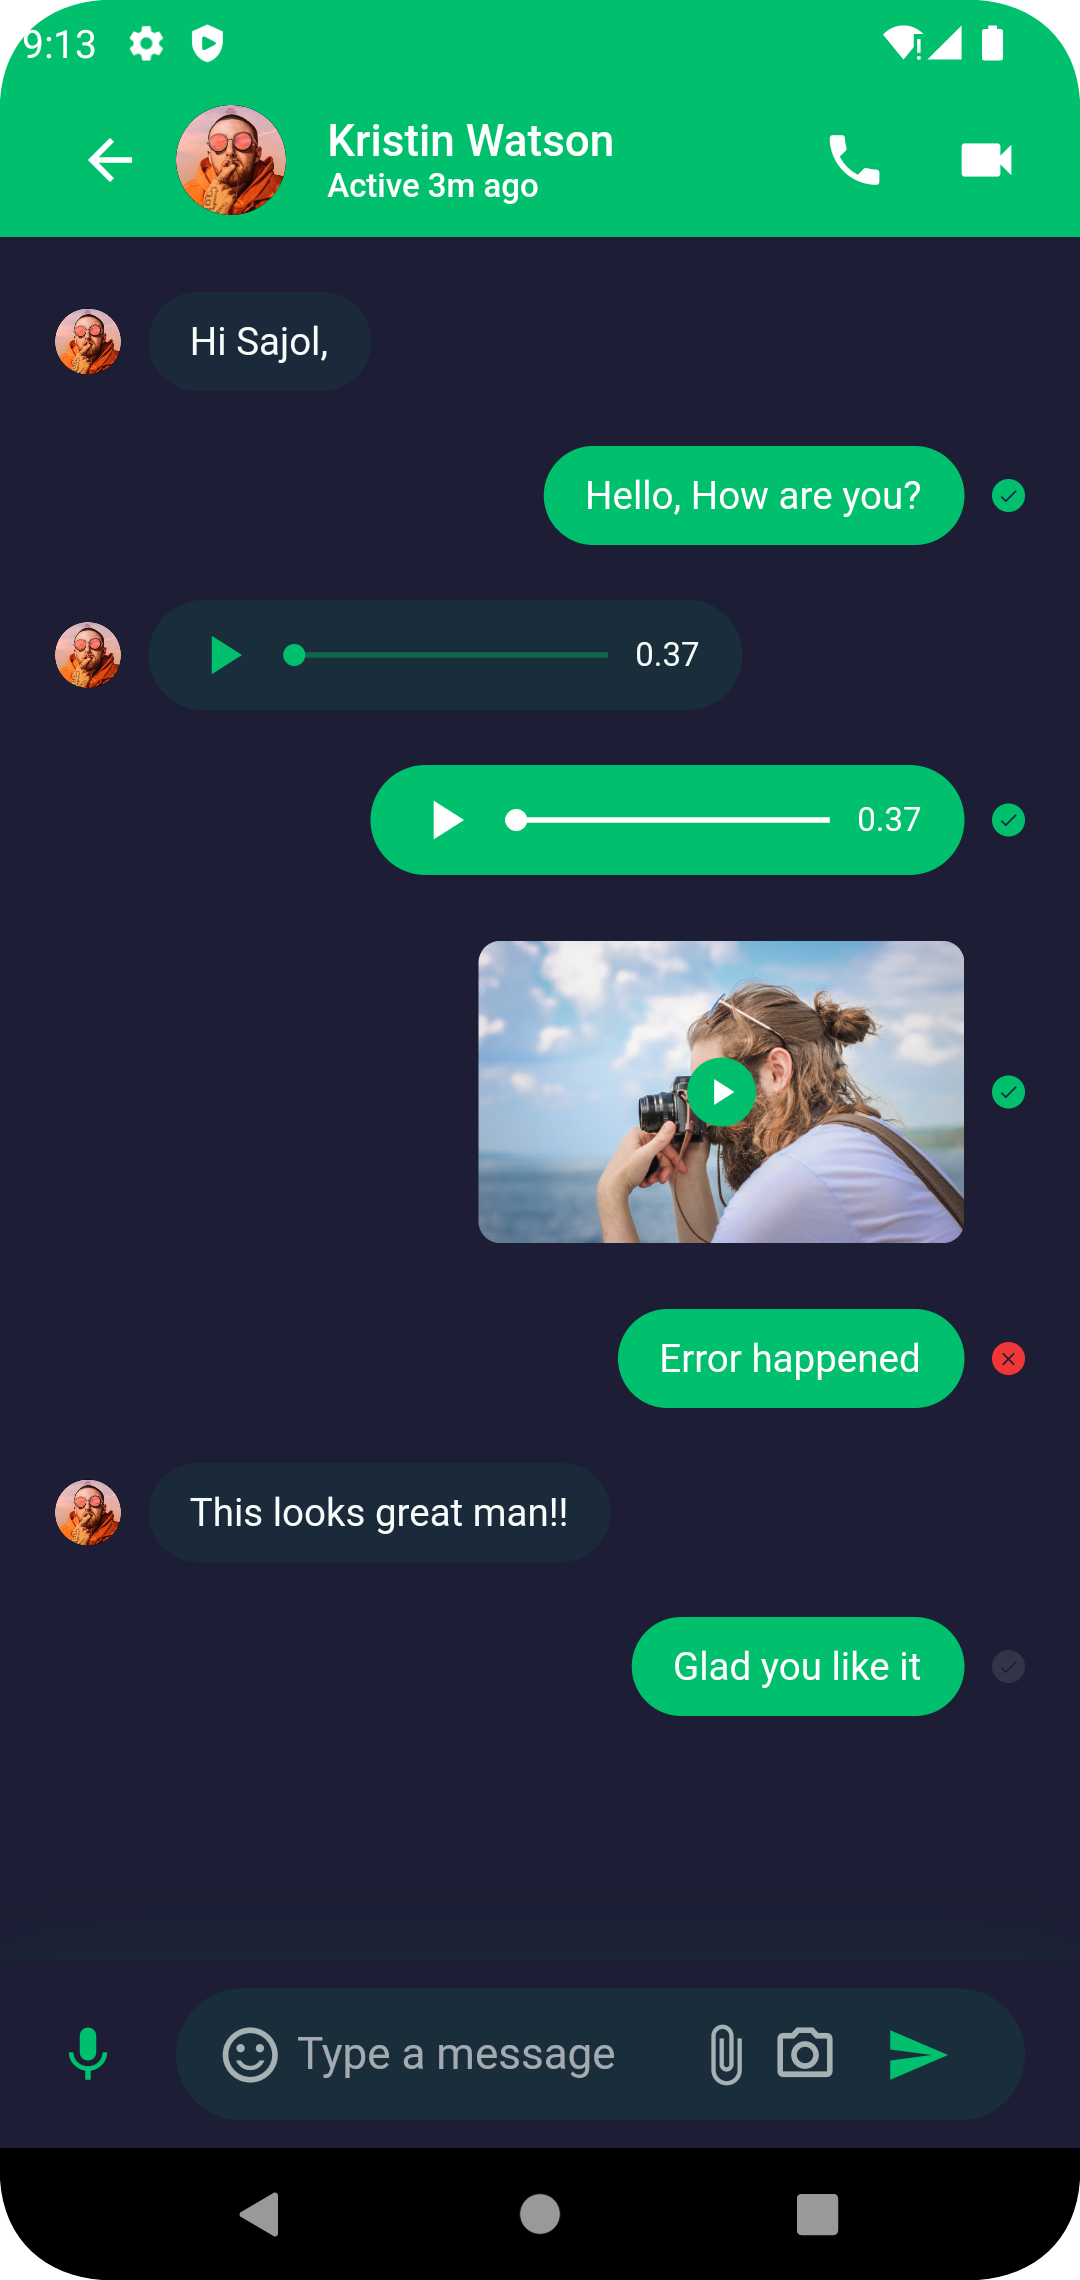 9:13
Kristin Watson
Active 3m ago
Hi Sajol,
Hello, How are you?
0.37
0.37
Error happened
This looks great man!!
Glad you like it
Type a message